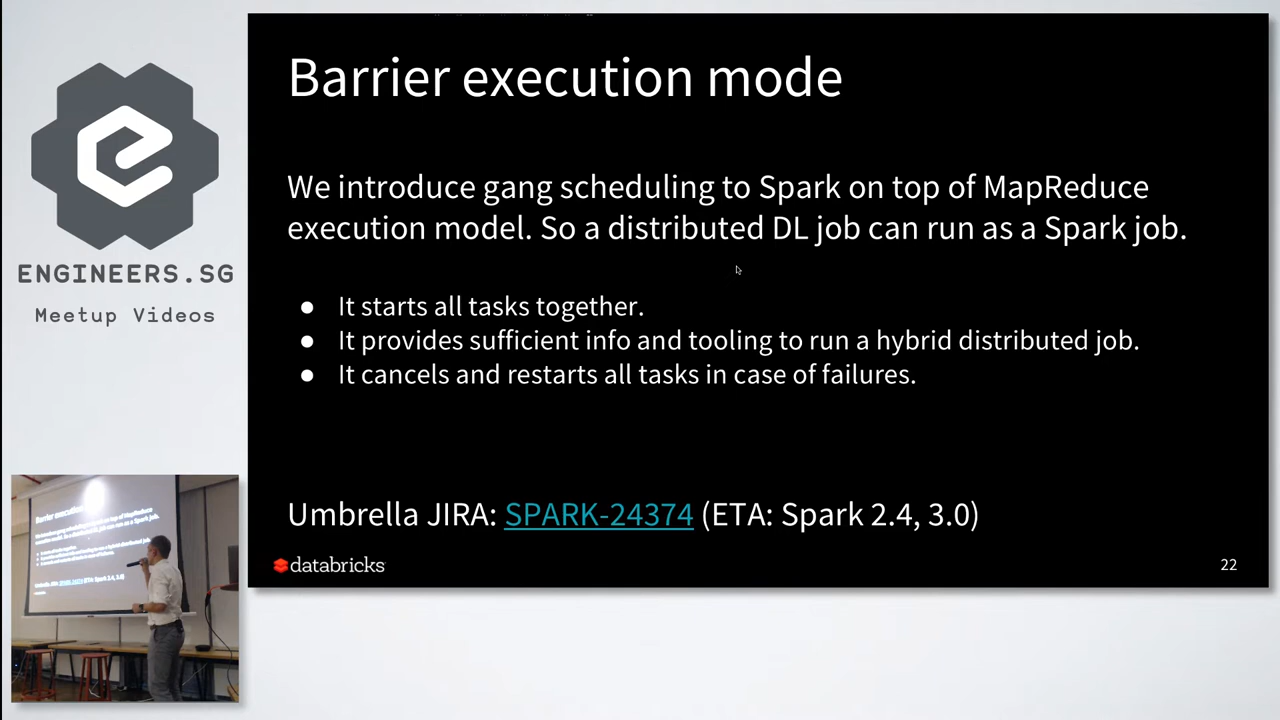 ENGINEERS.SG
Meetup Videos
Barrier execution mode
We introduce gang scheduling to Spark on top of MapReduce
execution model. So a distributed DL job can run as a Spark job.
● It starts all tasks together.
● It provides sufficient info and tooling to run a hybrid distributed job.
● It cancels and restarts all tasks in case of failures.
Umbrella JIRA: SPARK-24374 (ETA: Spark 2.4, 3.0)
databricks
22